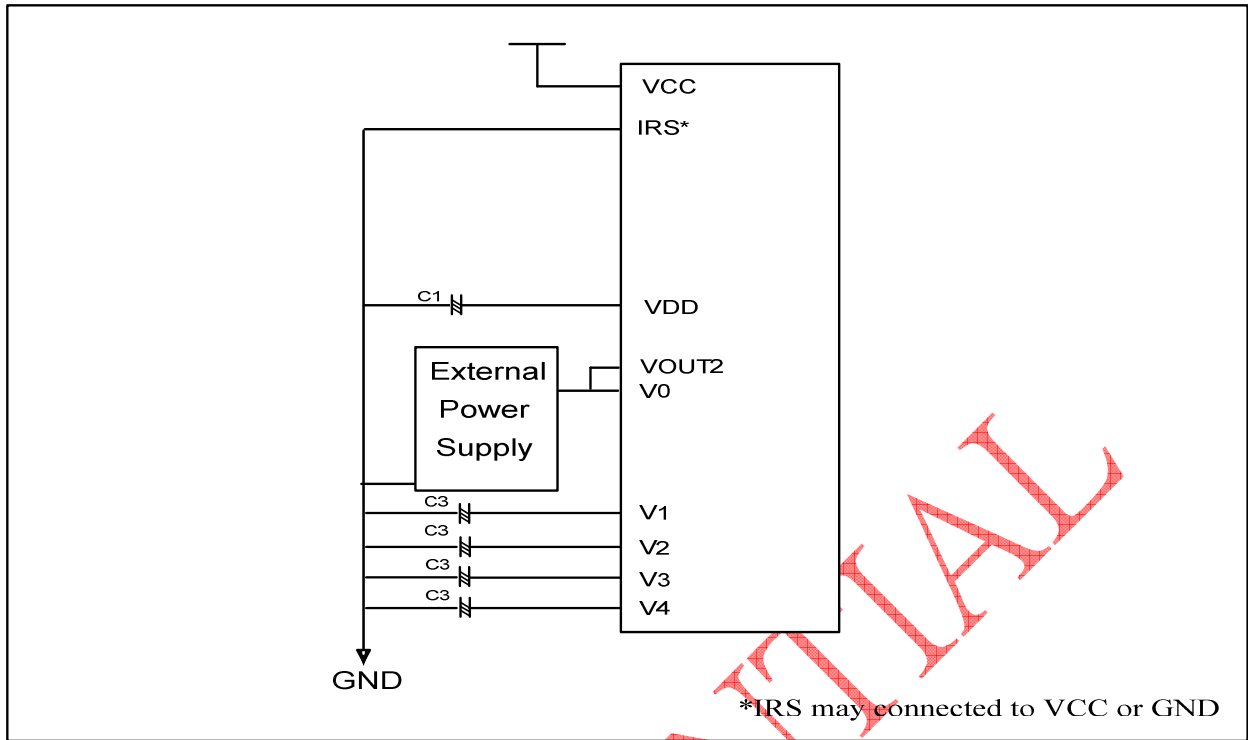 VCC
IRS*
C1
VDD
External
Power
Supply
VOUT2
V0
C3
V1
C3
V2
C3
V3
C3
V4
GND
*IRS may connected to VCC or GND
NTIAL